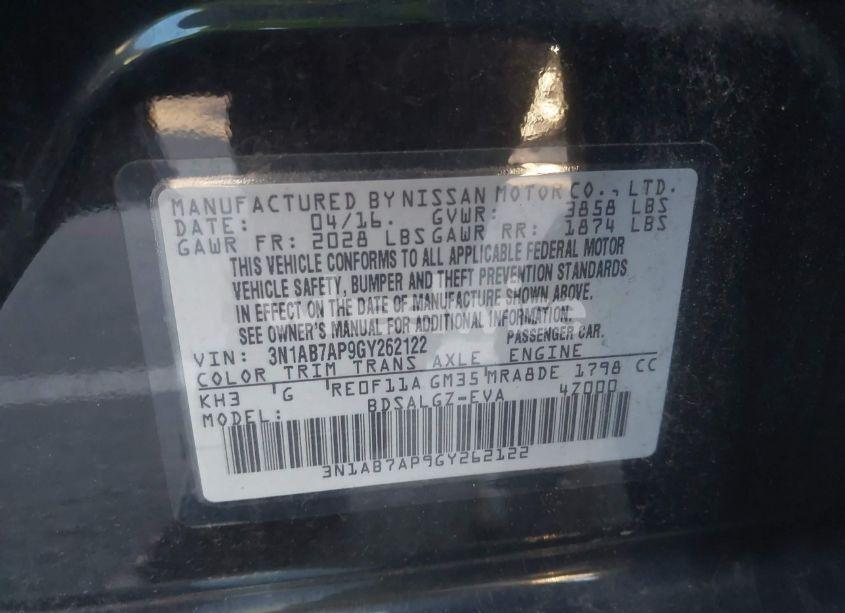 MANUFACTURED BY NISSAN MOTOR CO., LTD.
DATE: 04/16. GVWR: 3858 LBS
GAWR FR: 2028 LBS GAWR RR: 1874 LBS
THIS VEHICLE CONFORMS TO ALL APPLICABLE FEDERAL MOTOR
VEHICLE SAFETY, BUMPER AND THEFT PREVENTION STANDARDS
IN EFFECT ON THE DATE OF MANUFACTURE SHOWN ABOVE.
SEE OWNER'S MANUAL FOR ADDITIONAL INFORMATION.
VIN: 3N1AB7AP9GY262122 PASSENGER CAR.
COLOR TRIM TRANS AXLE ENGINE
KH3 G RE0F11A GM35 MRA8DE 1798 CC
MODEL: BDSALGZ-EVA 4Z000
3N1AB7AP9GY262122